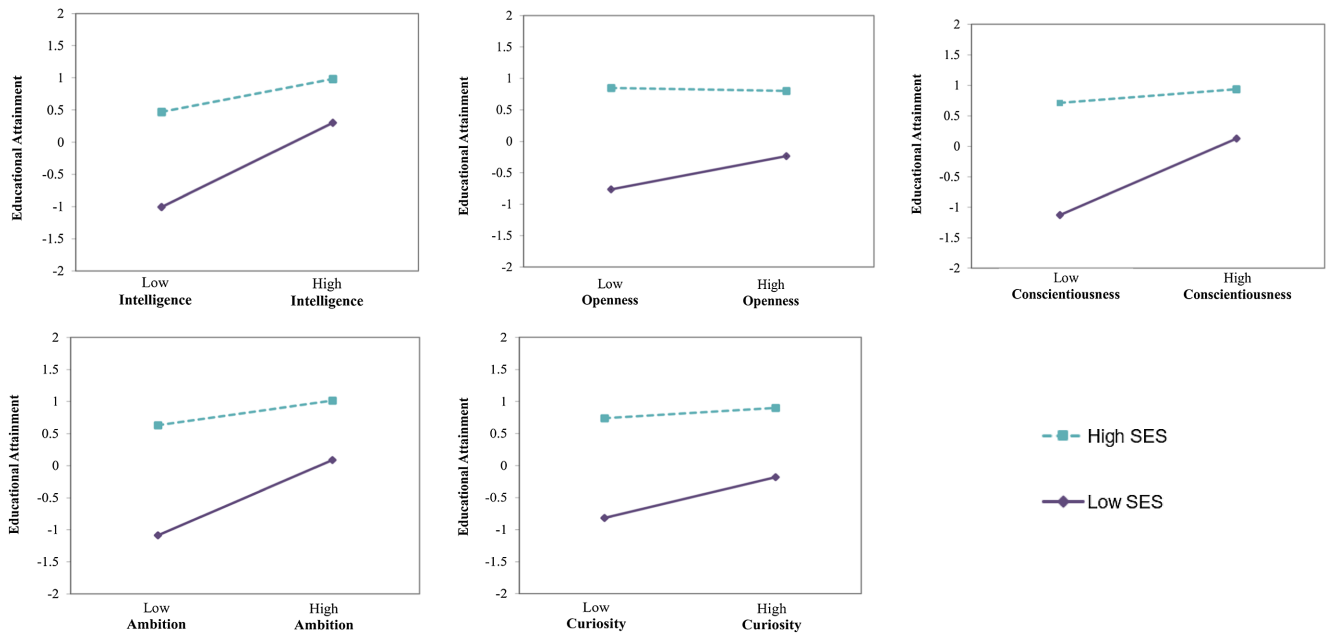 2
1.5
1
0.5
0
-0.5
-1
-1.5
-2
Educational Attainment
Low High
Intelligence Intelligence
2
1.5
1
0.5
0
-0.5
-1
-1.5
-2
Educational Attainment
Low High
Openness Openness
2
1.5
1
0.5
0
-0.5
-1
-1.5
-2
Educational Attainment
Low High
Conscientiousness Conscientiousness
2
1.5
1
0.5
0
-0.5
-1
-1.5
-2
Educational Attainment
Low High
Ambition Ambition
2
1.5
1
0.5
0
-0.5
-1
-1.5
-2
Educational Attainment
Low High
Curiosity Curiosity
High SES
Low SES